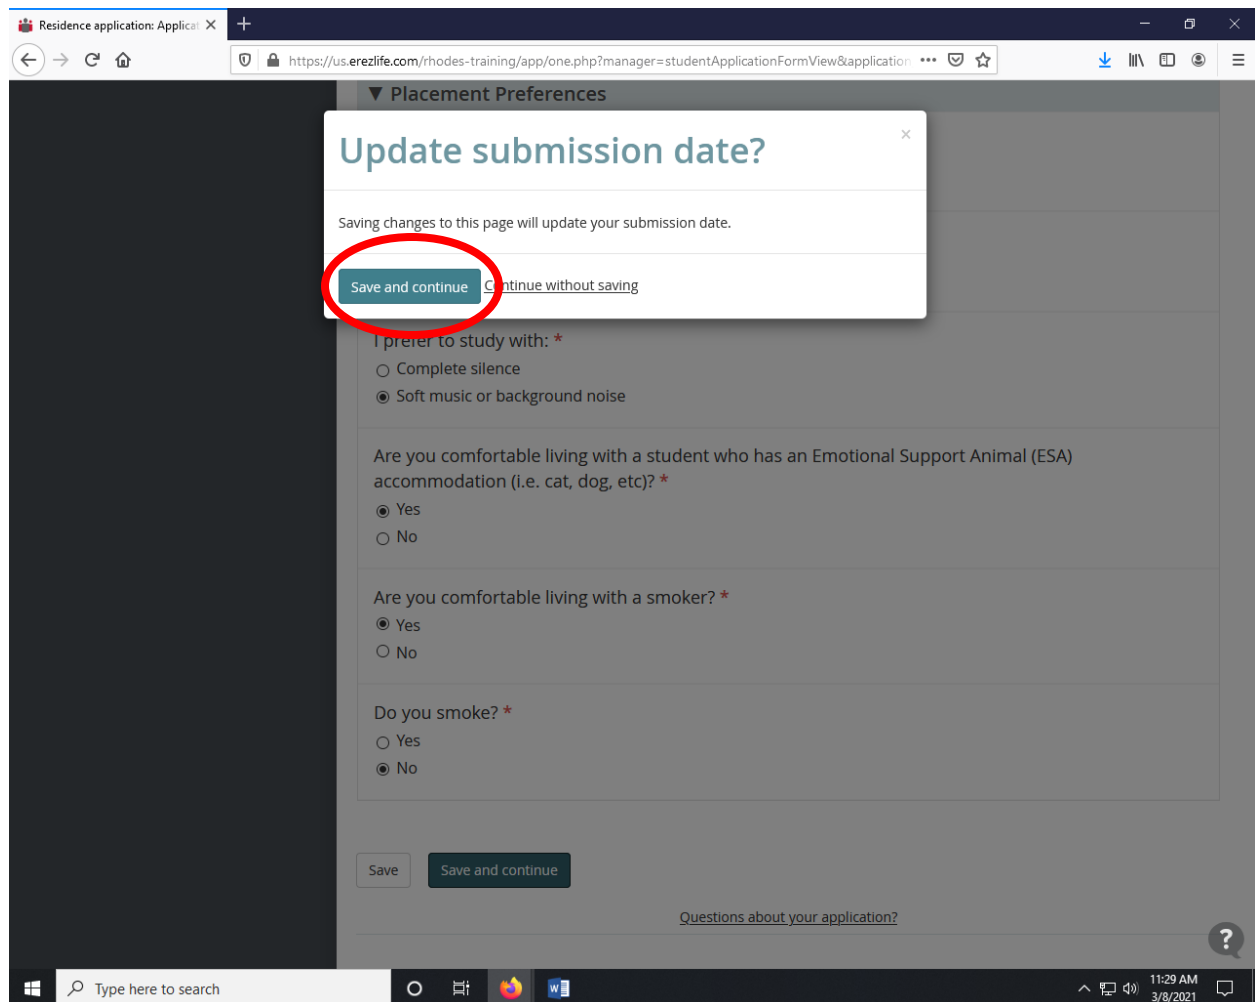 Residence application: Applicat
https://us.erezlife.com/rhodes-training/app/one.php?manager=studentApplicationFormView&application
▼ Placement Preferences
Update submission date?
Saving changes to this page will update your submission date.
Save and continue Continue without saving
I prefer to study with: *
Complete silence
Soft music or background noise
Are you comfortable living with a student who has an Emotional Support Animal (ESA)
accommodation (i.e. cat, dog, etc)? *
Yes
No
Are you comfortable living with a smoker? *
Yes
No
Do you smoke? *
Yes
No
Save Save and continue
Questions about your application?
?
Type here to search
11:29 AM
3/8/2021